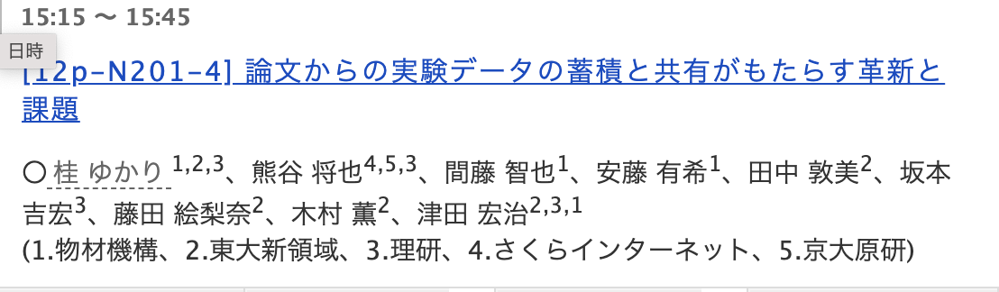 15:15 〜 15:45
日時
[12p-N201-4] 論文からの実験データの蓄積と共有がもたらす革新と
課題
〇桂 ゆかり1,2,3、熊谷 将也4,5,3、間藤 智也1、安藤 有希1、田中 敦美2、坂本
吉宏3、藤田 絵梨奈2、木村 薫2、津田 宏治2,3,1
(1.物材機構、2.東大新領域、3.理研、4.さくらインターネット、5.京大原研)